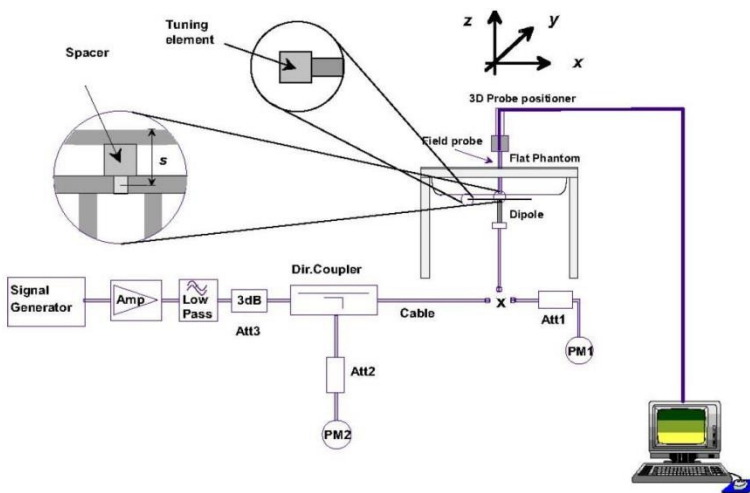 Tuning
element
Spacer
s
z
y
x
3D Probe positioner
Field probe
Flat Phantom
Dipole
Signal
Generator
Amp
Low
Pass
3dB
Att3
Dir.Coupler
Cable
x
Att1
PM1
Att2
PM2